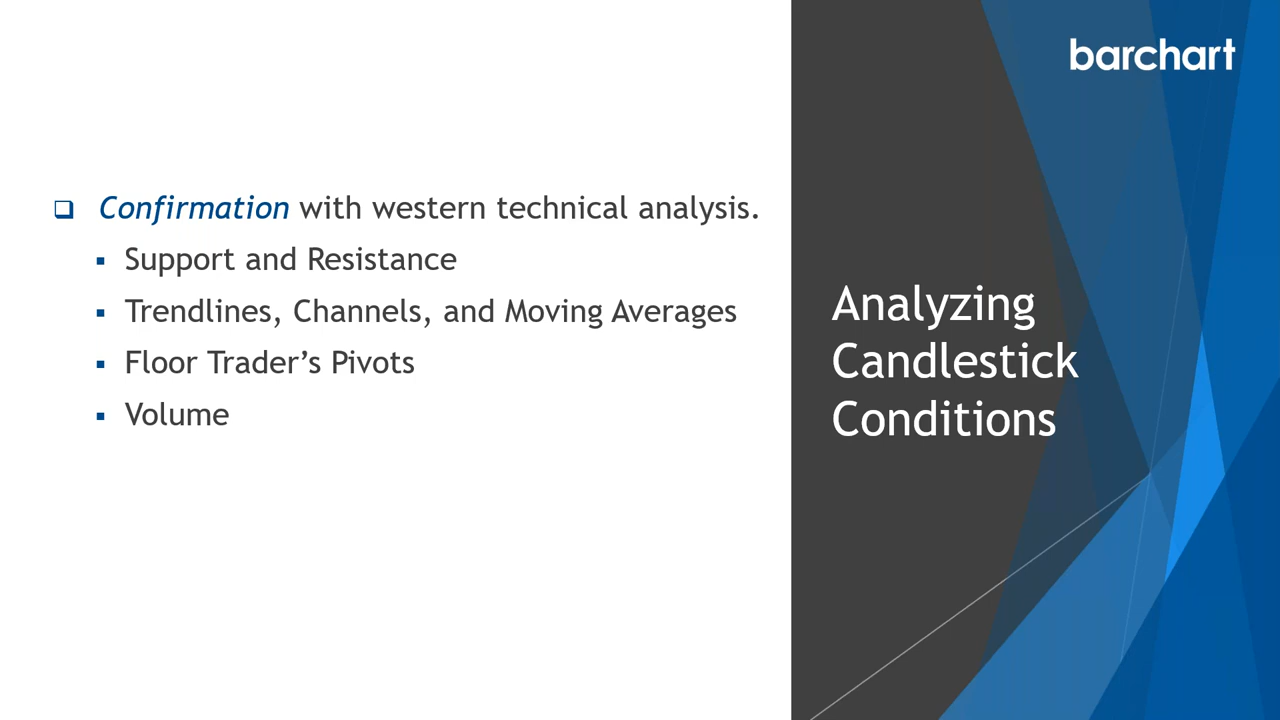 Confirmation with western technical analysis.
Support and Resistance
Trendlines, Channels, and Moving Averages
Floor Trader’s Pivots
Volume
barchart
Analyzing
Candlestick
Conditions